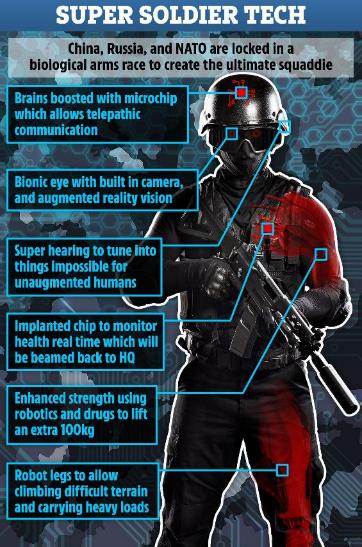 SUPER SOLDIER TECH
China, Russia, and NATO are locked in a
biological arms race to create the ultimate squaddie
Brains boosted with microchip
which allows telepathic
communication
Bionic eye with built in camera,
and augmented reality vision
Super hearing to tune into
things impossible for
unaugmented humans
Implanted chip to monitor
health real time which will
be beamed back to HQ
Enhanced strength using
robotics and drugs to lift
an extra 100kg
Robot legs to allow
climbing difficult terrain
and carrying heavy loads